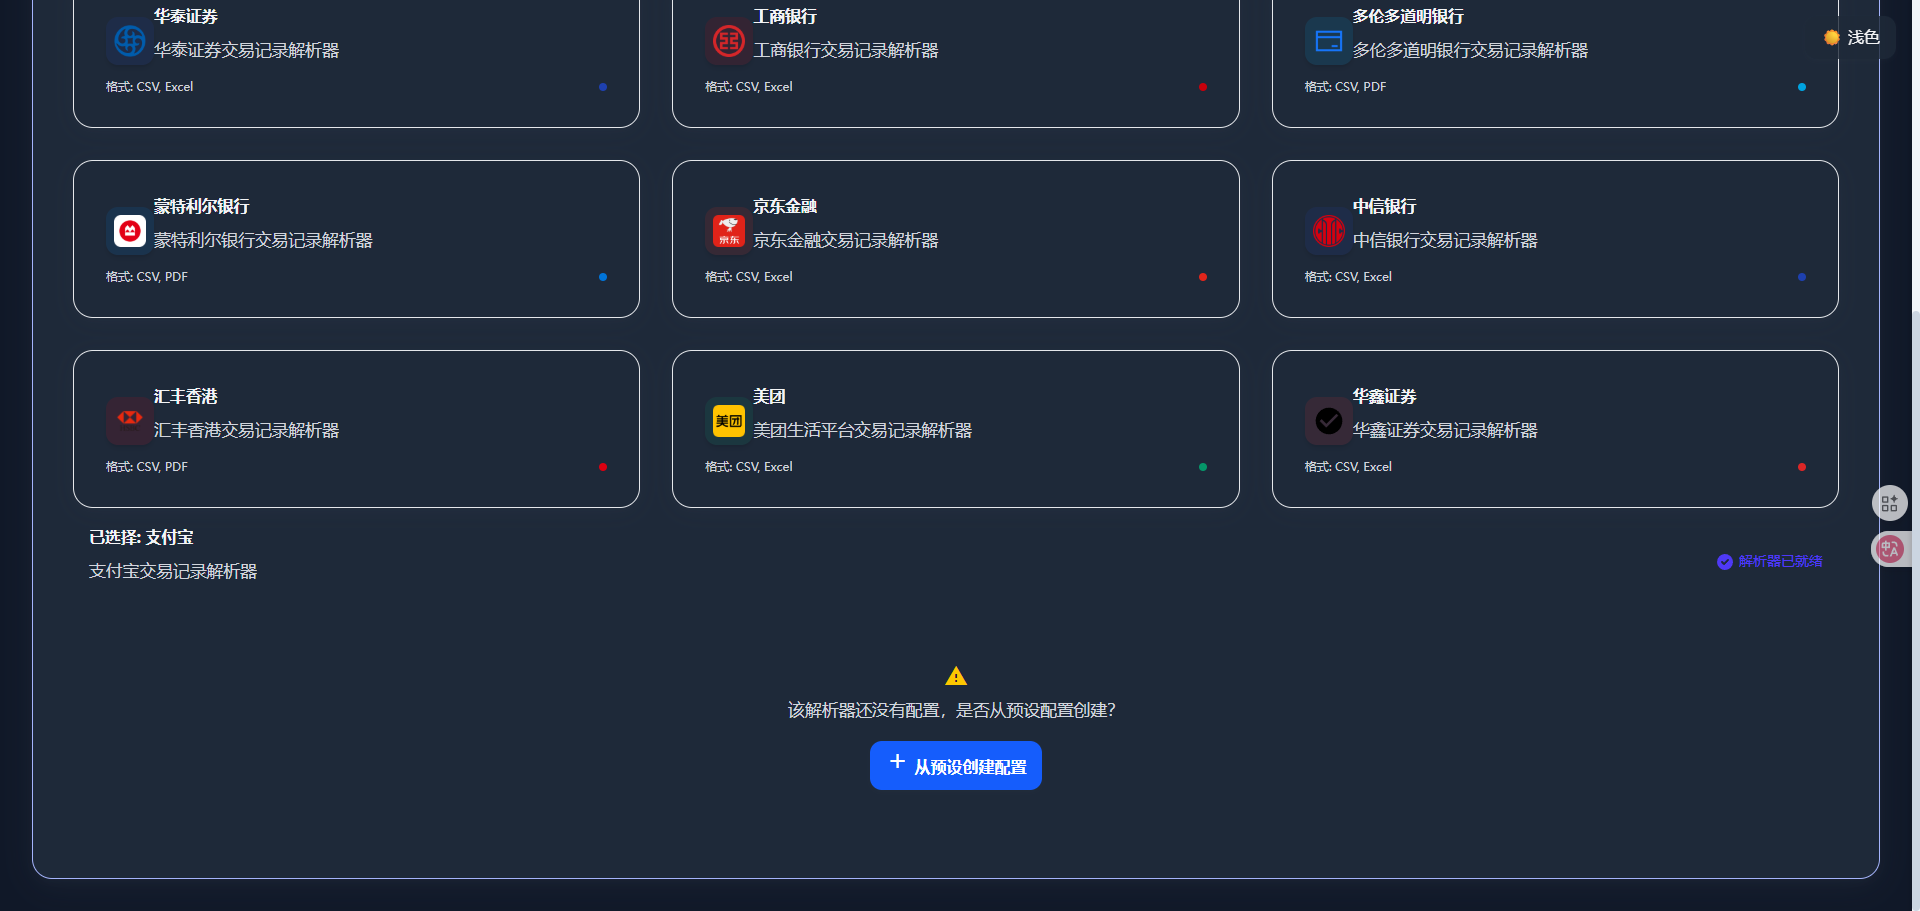 华泰证券
华泰证券交易记录解析器
格式: CSV, Excel
工商银行
工商银行交易记录解析器
格式: CSV, Excel
多伦多道明银行
多伦多道明银行交易记录解析器
格式: CSV, PDF
浅色
蒙特利尔银行
蒙特利尔银行交易记录解析器
格式: CSV, PDF
京东
京东金融
京东金融交易记录解析器
格式: CSV, Excel
中信银行
中信银行交易记录解析器
格式: CSV, Excel
汇丰香港
汇丰香港交易记录解析器
格式: CSV, PDF
美团
美团
美团生活平台交易记录解析器
格式: CSV, Excel
华鑫证券
华鑫证券交易记录解析器
格式: CSV, Excel
已选择: 支付宝
支付宝交易记录解析器
解析器已就绪
中A
该解析器还没有配置，是否从预设配置创建？
+ 从预设创建配置